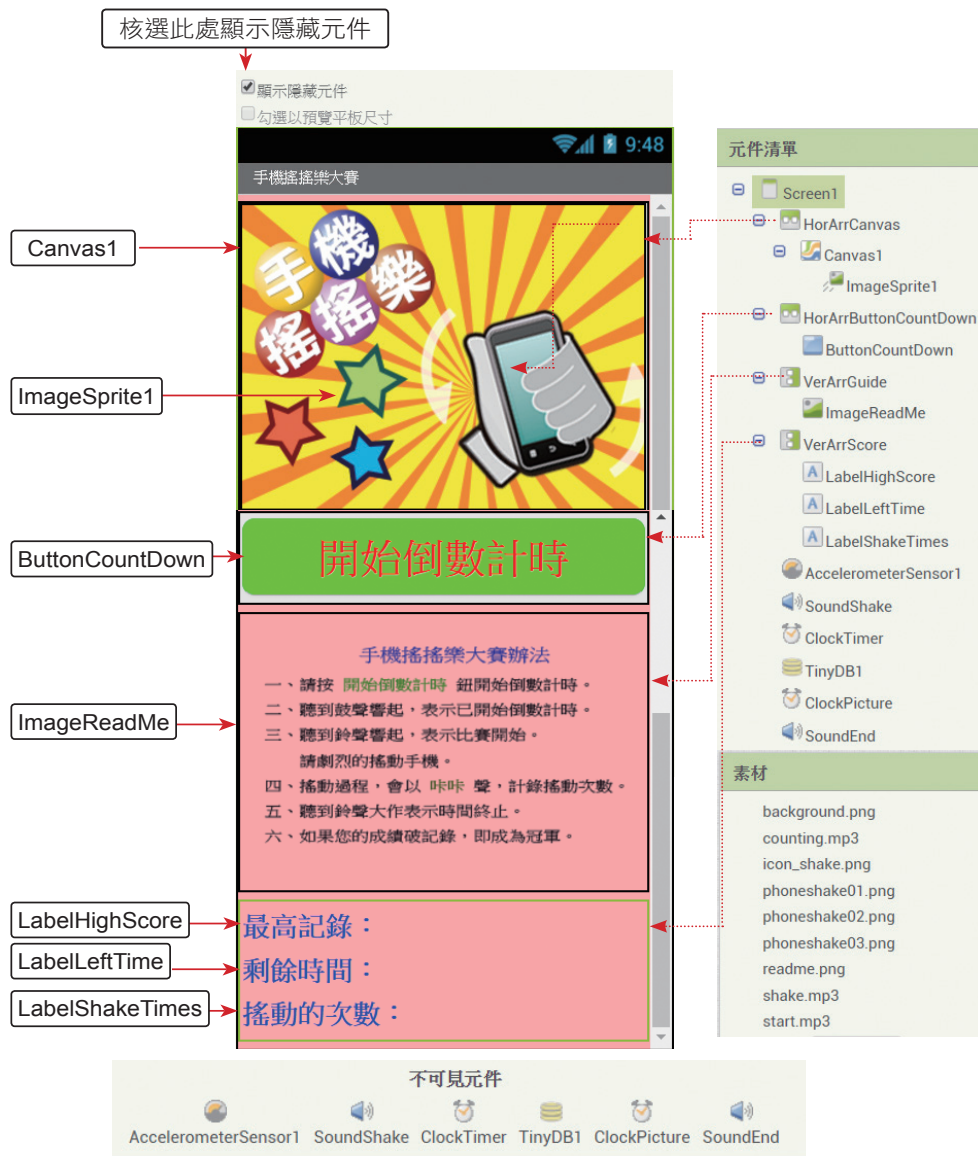 核選此處顯示隱藏元件
顯示隱藏元件
勾選以預覽平板尺寸
9:48
手機搖搖樂大賽
手機
搖搖樂
Canvas1
ImageSprite1
ButtonCountDown
開始倒數計時
ImageReadMe
手機搖搖樂大賽辦法
一、請按 開始倒數計時 鈕開始倒數計時。
二、聽到鼓聲響起，表示已開始倒數計時。
三、聽到鈴聲響起，表示比賽開始。
請劇烈的搖動手機。
四、搖動過程，會以 咔咔 聲，計錄搖動次數。
五、聽到鈴聲大作表示時間終止。
六、如果您的成績破記錄，即成為冠軍。
LabelHighScore
最高記錄：
LabelLeftTime
剩餘時間：
LabelShakeTimes
搖動的次數：
元件清單
Screen1
HorArrCanvas
Canvas1
ImageSprite1
HorArrButtonCountDown
ButtonCountDown
VerArrGuide
ImageReadMe
VerArrScore
A LabelHighScore
A LabelLeftTime
A LabelShakeTimes
AccelerometerSensor1
SoundShake
ClockTimer
TinyDB1
ClockPicture
SoundEnd
素材
background.png
counting.mp3
icon_shake.png
phoneshake01.png
phoneshake02.png
phoneshake03.png
readme.png
shake.mp3
start.mp3
不可見元件
AccelerometerSensor1 SoundShake ClockTimer TinyDB1 ClockPicture SoundEnd